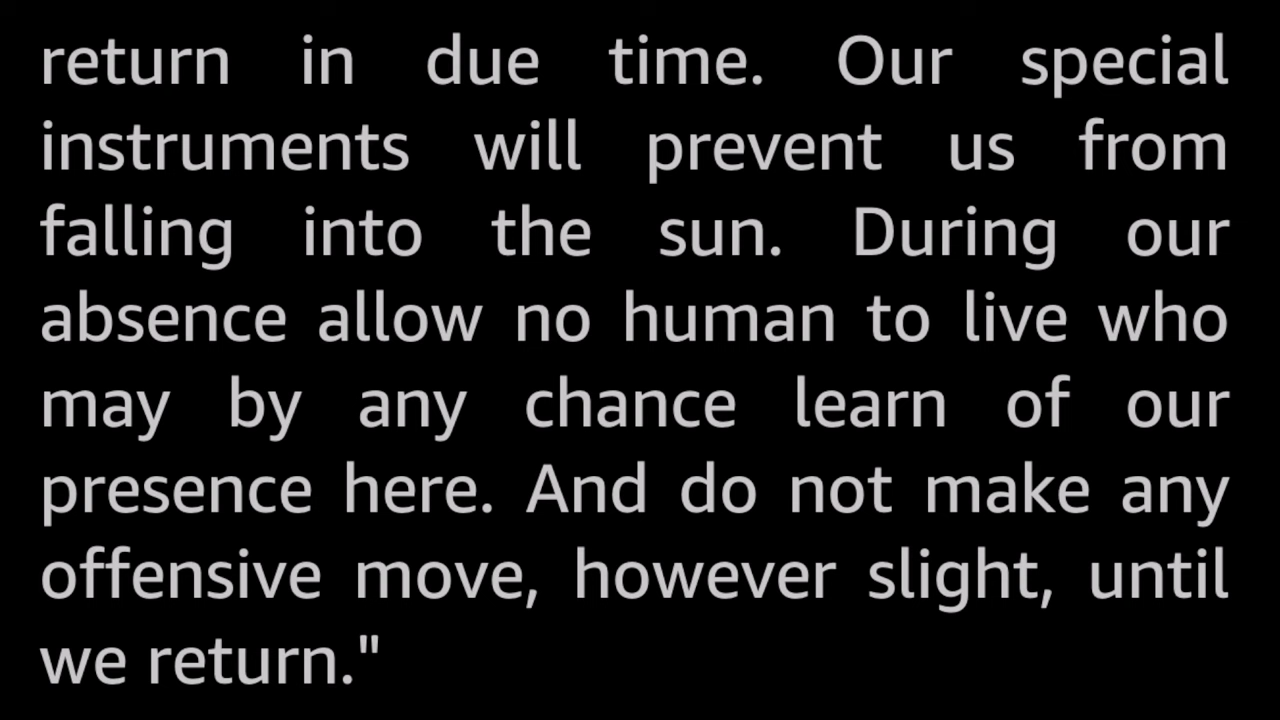 return in due time. Our special
instruments will prevent us from
falling into the sun. During our
absence allow no human to live who
may by any chance learn of our
presence here. And do not make any
offensive move, however slight, until
we return."